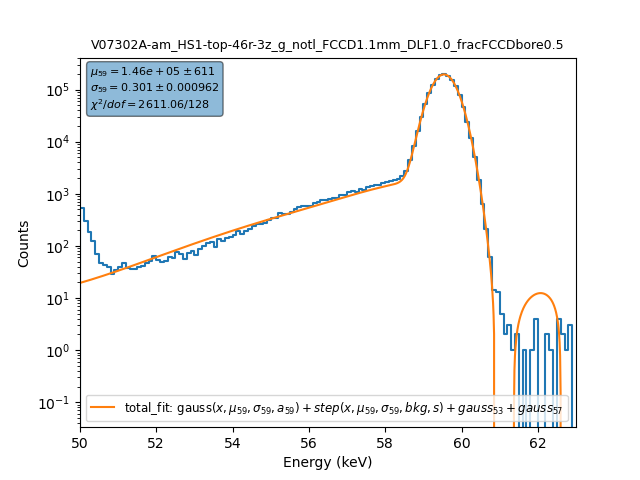 V07302A-am_HS1-top-46r-3z_g_notl_FCCD1.1mm_DLF1.0_fracFCCDbore0.5
μ₅₉ = 1.46e + 05 ± 611
σ₅₉ = 0.301 ± 0.000962
χ²/dof = 2611.06/128
10⁵
10⁴
10³
10²
10¹
10⁰
10⁻¹
Counts
total_fit: gauss(x, μ₅₉, σ₅₉, a₅₉) + step(x, μ₅₉, σ₅₉, bkg, s) + gauss₅₃ + gauss₅₇
50 52 54 56 58 60 62
Energy (keV)